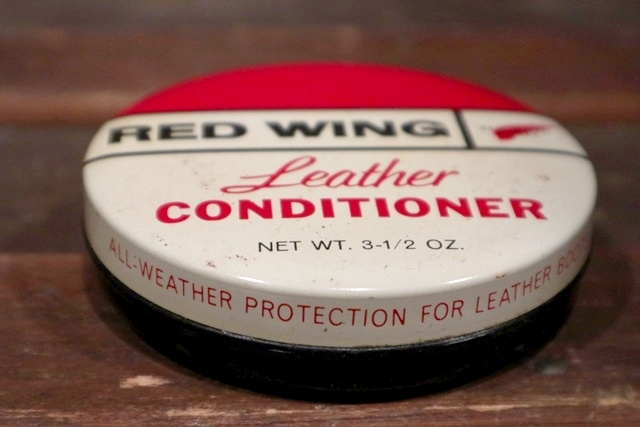 RED WING
Leather
CONDITIONER
NET WT. 3-1/2 OZ.
ALL-WEATHER PROTECTION FOR LEATHER